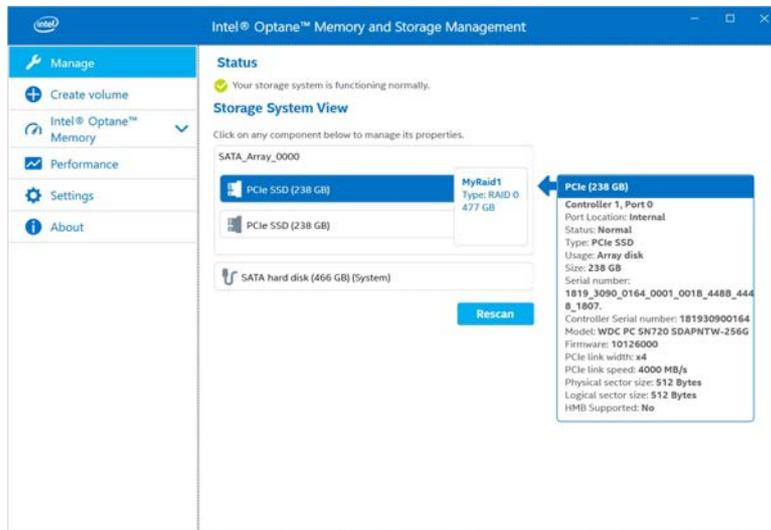 intel
Intel® Optane™ Memory and Storage Management
Manage
Create volume
Intel® Optane™
Memory
Performance
Settings
About
Status
Your storage system is functioning normally.
Storage System View
Click on any component below to manage its properties.
SATA_Array_0000
PCIe SSD (238 GB)
PCIe SSD (238 GB)
MyRaid1
Type: RAID 0
477 GB
SATA hard disk (466 GB) (System)
Rescan
PCIe (238 GB)
Controller 1, Port 0
Port Location: Internal
Status: Normal
Type: PCIe SSD
Usage: Array disk
Size: 238 GB
Serial number:
1819_3090_0164_0001_001B_448B_444
8_1807.
Controller Serial number: 181930900164
Model: WDC PC SN720 SDAPNTW-256G
Firmware: 10126000
PCIe link width: x4
PCIe link speed: 4000 MB/s
Physical sector size: 512 Bytes
Logical sector size: 512 Bytes
HMB Supported: No